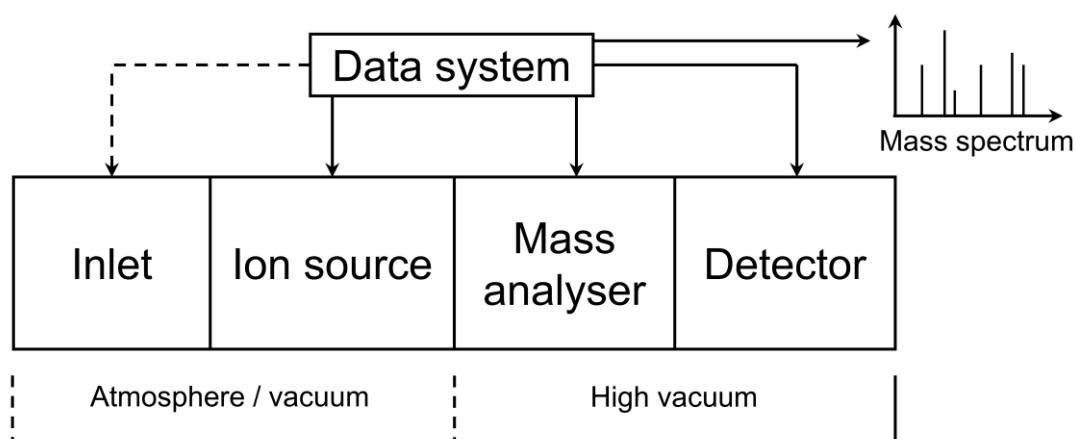 Data system
Mass spectrum
Inlet
Ion source
Mass
analyser
Detector
Atmosphere / vacuum
High vacuum